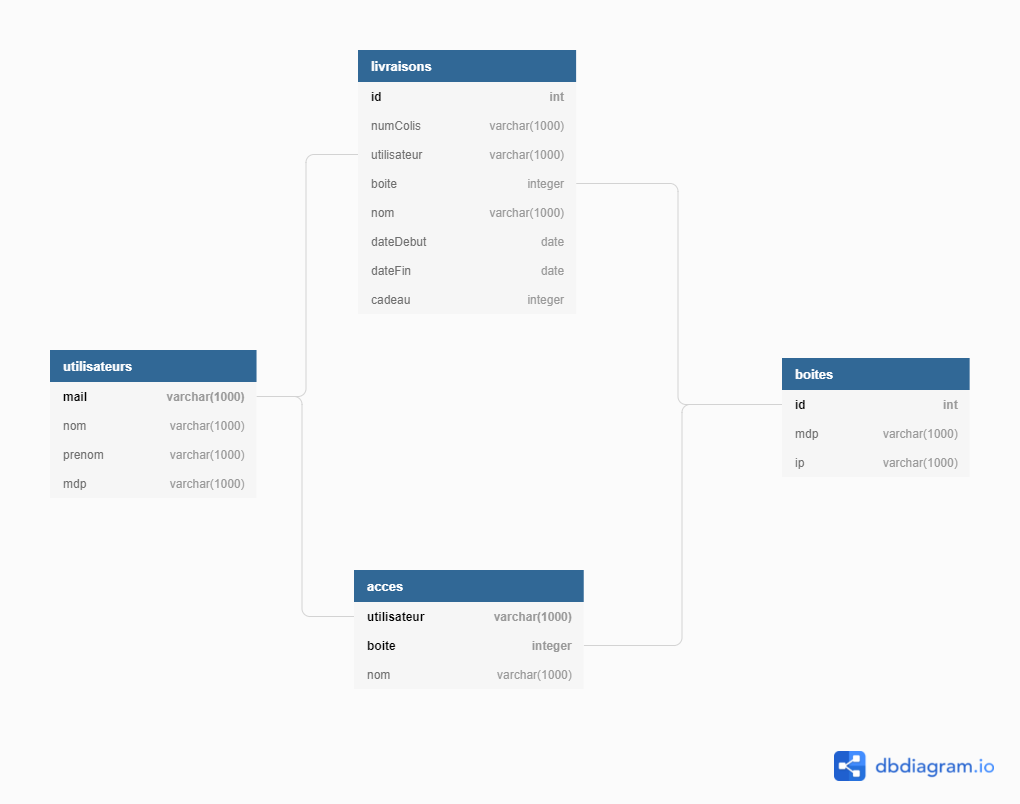 livraisons
id int
numColis varchar(1000)
utilisateur varchar(1000)
boite integer
nom varchar(1000)
dateDebut date
dateFin date
cadeau integer
utilisateurs
mail varchar(1000)
nom varchar(1000)
prenom varchar(1000)
mdp varchar(1000)
boites
id int
mdp varchar(1000)
ip varchar(1000)
acces
utilisateur varchar(1000)
boite integer
nom varchar(1000)
dbdiagram.io